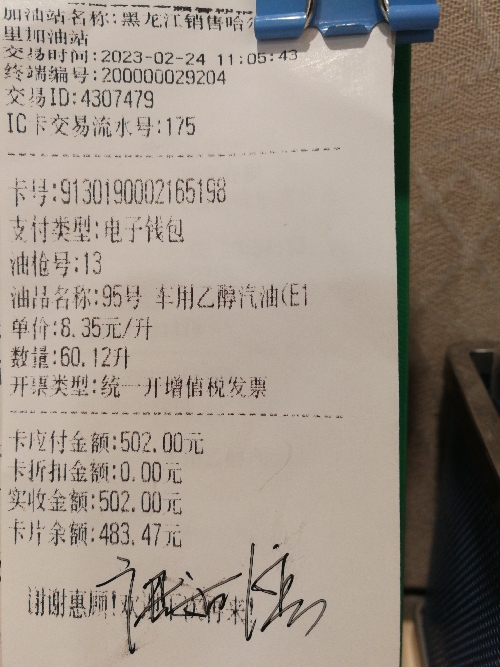 加油站名称:黑龙江销售哈尔
里加油站
交易时间:2023-02-24 11:05:43
终端编号:200000029204
交易ID:4307479
IC卡交易流水号:175
卡号:9130190002165198
支付类型:电子钱包
油枪号:13
油品名称:95号 车用乙醇汽油(E1
单价:8.35元/升
数量:60.12升
开票类型:统一开增值税发票
卡应付金额:502.00元
卡折扣金额:0.00元
实收金额:502.00元
卡片余额:483.47元
谢谢惠顾!欢迎 再来!